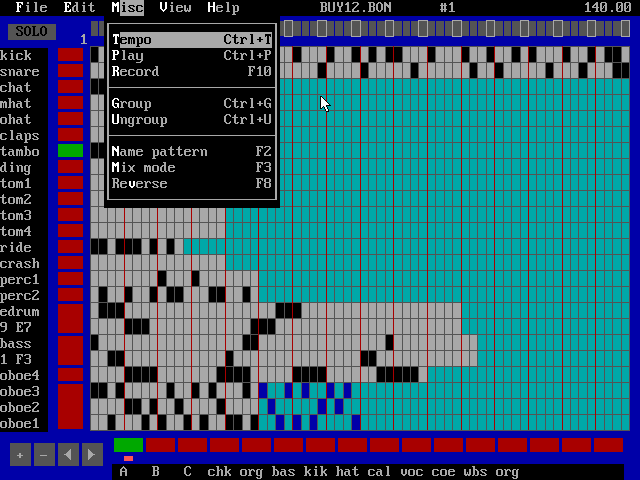 File Edit Misc View Help BUY12.BON #1 140.00
SOLO
1
Tempo Ctrl+T
Play Ctrl+P
Record F10
Group Ctrl+G
Ungroup Ctrl+U
Name pattern F2
Mix mode F3
Reverse F8
kick
snare
chat
mhat
ohat
claps
tambo
ding
tom1
tom2
tom3
tom4
ride
crash
perc1
perc2
edrum
9 E7
bass
1 F3
oboe4
oboe3
oboe2
oboe1
+ −
A B C chk org bas kik hat cal voc coe wbs org